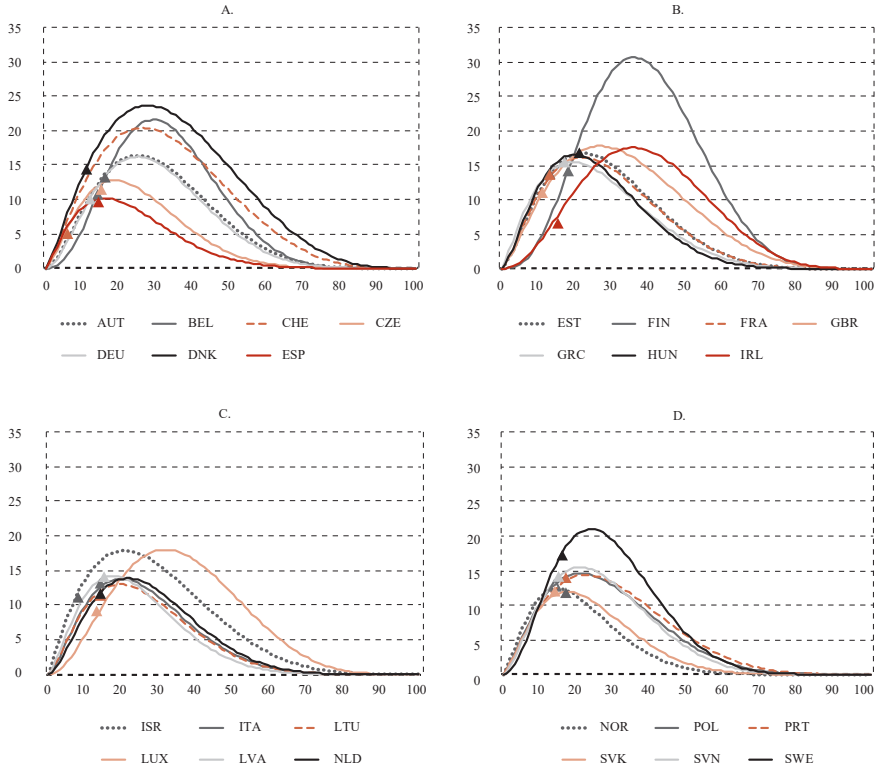 A.
35
30
25
20
15
10
5
0
0 10 20 30 40 50 60 70 80 90 100
AUT BEL CHE CZE
DEU DNK ESP
B.
35
30
25
20
15
10
5
0
0 10 20 30 40 50 60 70 80 90 100
EST FIN FRA GBR
GRC HUN IRL
C.
35
30
25
20
15
10
5
0
0 10 20 30 40 50 60 70 80 90 100
ISR ITA LTU
LUX LVA NLD
D.
35
30
25
20
15
10
5
0
0 10 20 30 40 50 60 70 80 90 100
NOR POL PRT
SVK SVN SWE